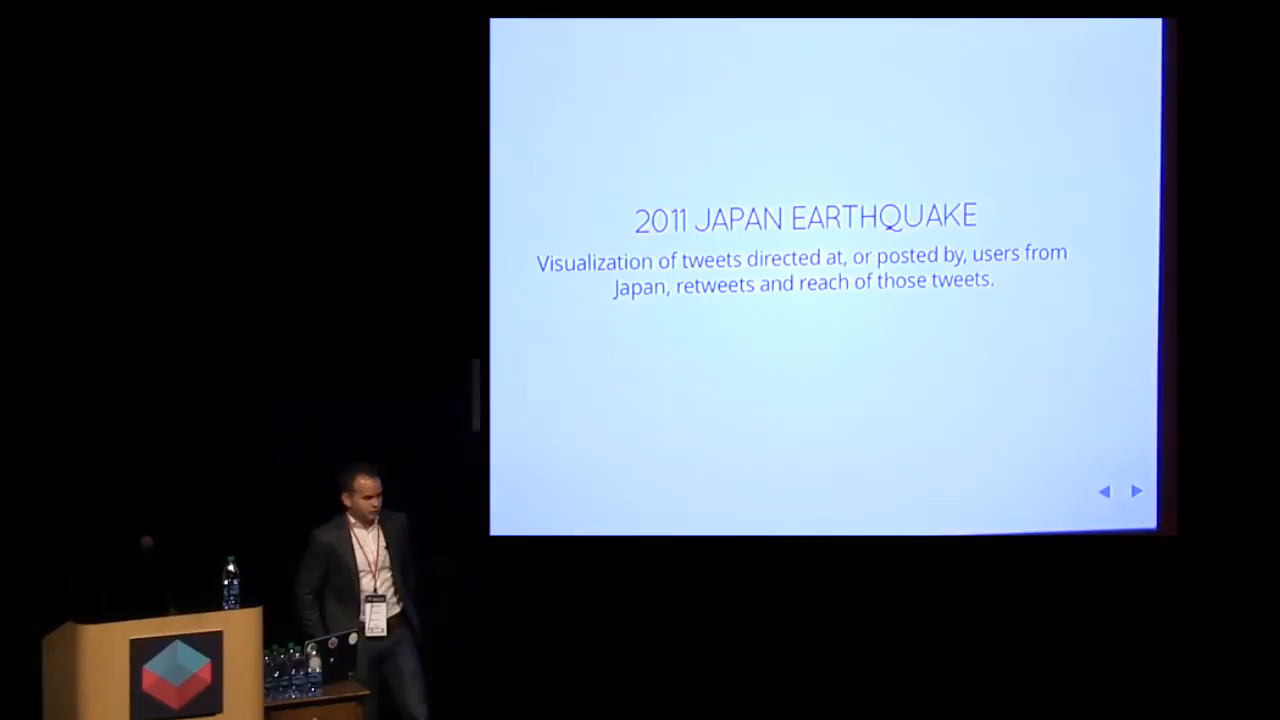 2011 JAPAN EARTHQUAKE
Visualization of tweets directed at, or posted by, users from
Japan, retweets and reach of those tweets.